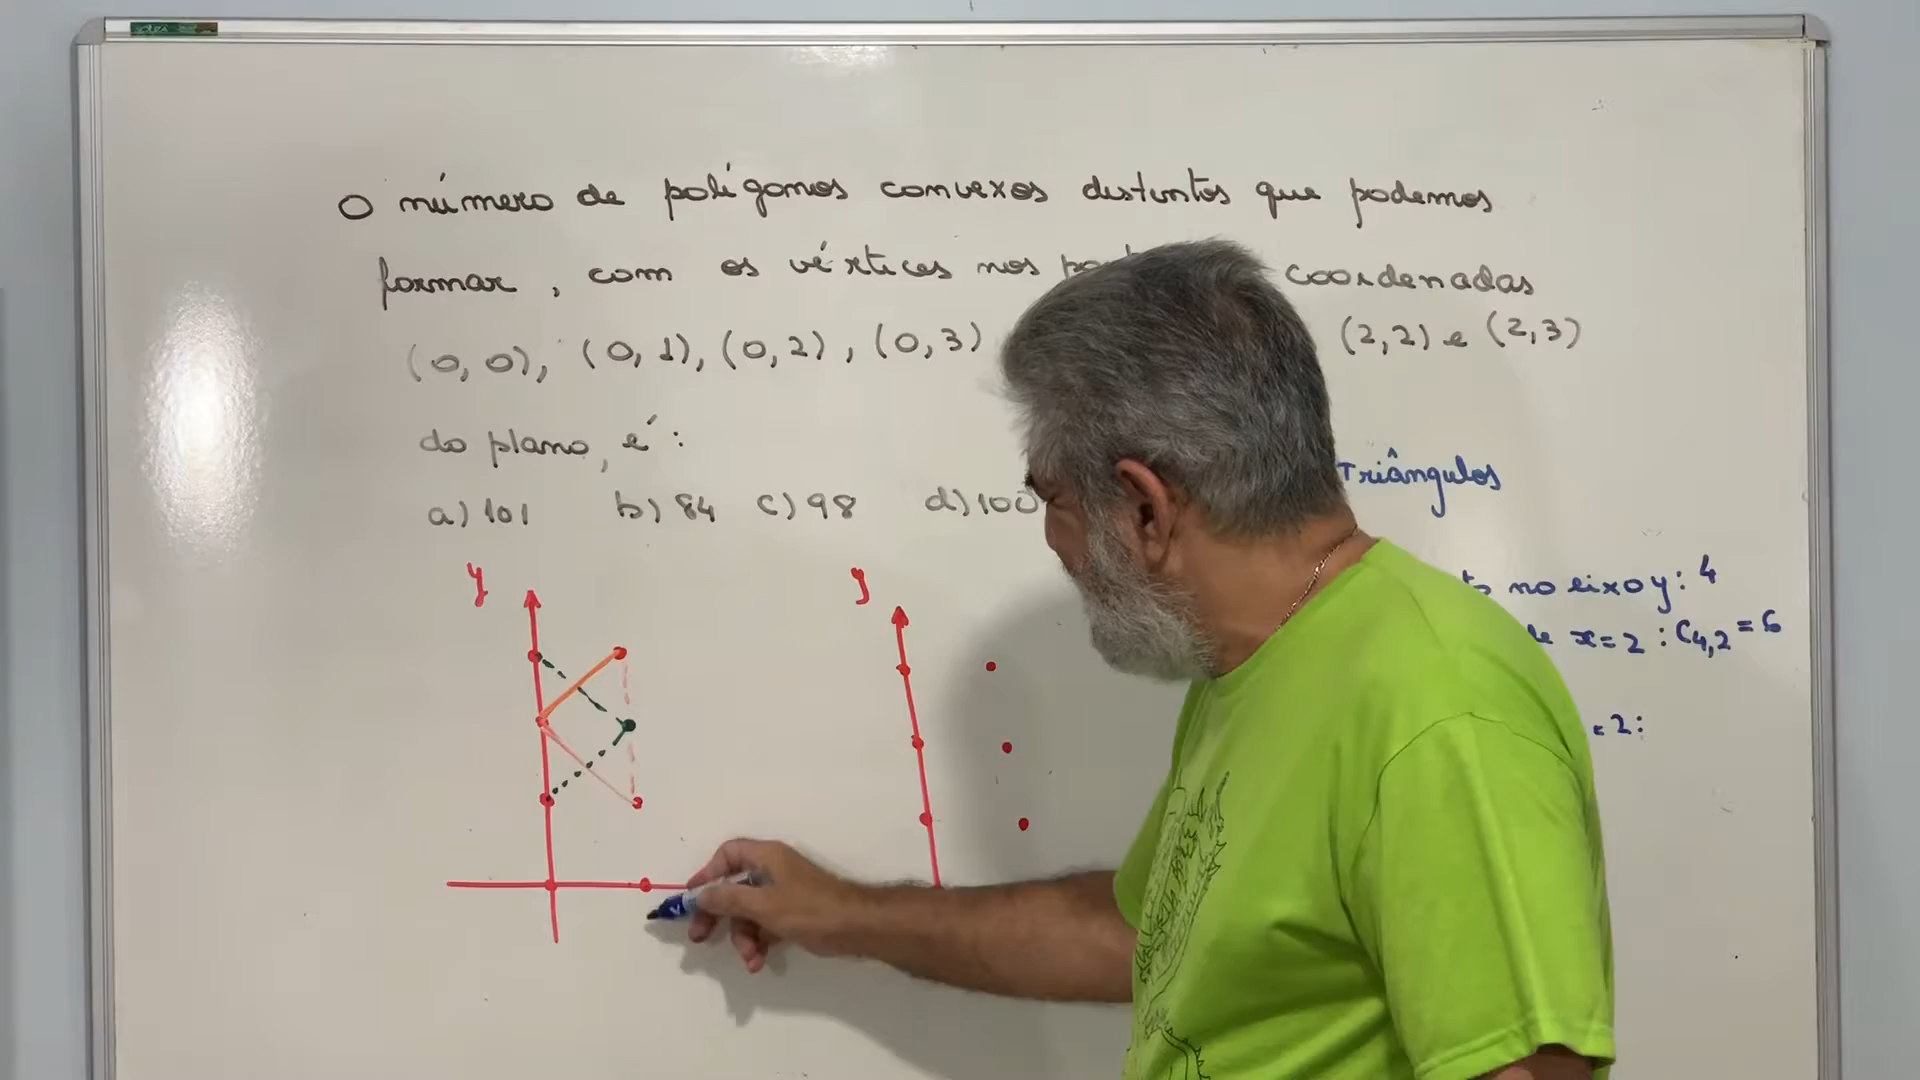 O número de polígonos convexos distintos que podemos
formar, com os vértices nos coordenadas
(0,0), (0,1), (0,2), (0,3) (2,2) e (2,3)
do plano, é:
a) 101 b) 84 c) 98 d) 100
Triângulos
y
y
no eixo y: 4
x=2 : C4,2 = 6
=2: